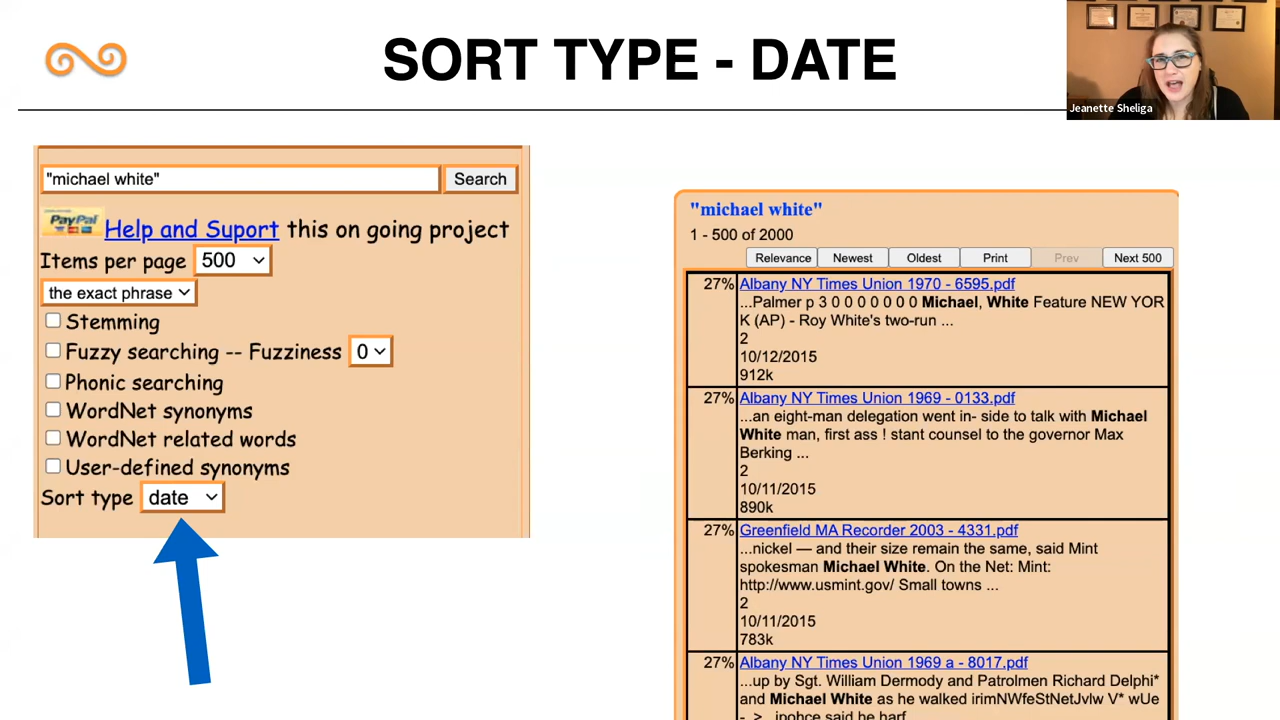 SORT TYPE - DATE
Jeanette Sheliga
"michael white"
Search
PayPal
Help and Suport this on going project
Items per page 500
the exact phrase
Stemming
Fuzzy searching -- Fuzziness 0
Phonic searching
WordNet synonyms
WordNet related words
User-defined synonyms
Sort type date
"michael white"
1 - 500 of 2000
Relevance Newest Oldest Print Prev Next 500
27% Albany NY Times Union 1970 - 6595.pdf
...Palmer p 3 0 0 0 0 0 0 0 Michael, White Feature NEW YOR
K (AP) - Roy White's two-run ...
2
10/12/2015
912k
27% Albany NY Times Union 1969 - 0133.pdf
...an eight-man delegation went in- side to talk with Michael
White man, first ass ! stant counsel to the governor Max
Berking ...
2
10/11/2015
890k
27% Greenfield MA Recorder 2003 - 4331.pdf
...nickel — and their size remain the same, said Mint
spokesman Michael White. On the Net: Mint:
http://www.usmint.gov/ Small towns ...
2
10/11/2015
783k
27% Albany NY Times Union 1969 a - 8017.pdf
...up by Sgt. William Dermody and Patrolmen Richard Delphi*
and Michael White as he walked irimNWfeStNetJvlw V* wUe